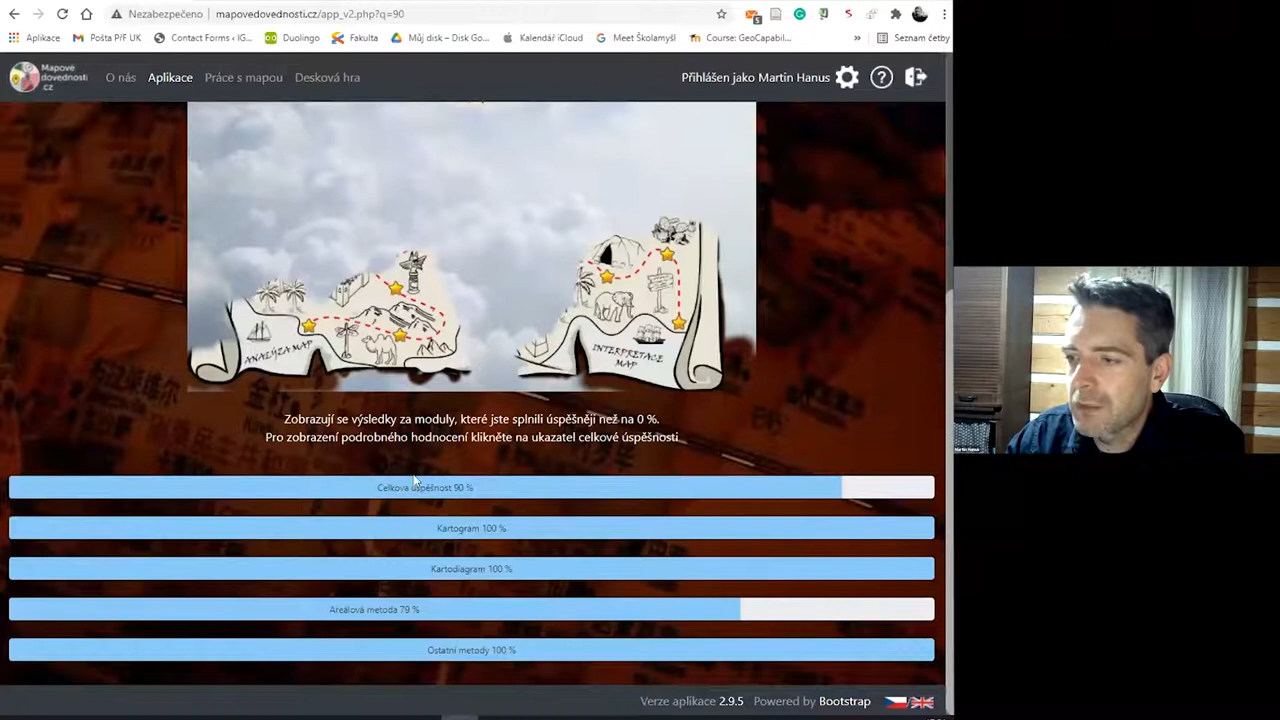 Nezabezpečeno
mapovedovednosti.cz/app_v2.php?q=90
5
Aplikace
Pošta PřF UK
Contact Forms ‹ IG...
Duolingo
Fakulta
Můj disk – Disk Go...
Kalendář iCloud
Meet Školamyšl
Course: GeoCapabil...
»
Seznam četby
Mapové
dovednosti
.cz
O nás
Aplikace
Práce s mapou
Desková hra
Přihlášen jako Martin Hanus
ANALÝZA MAP
INTERPRETACE
MAP
Zobrazují se výsledky za moduly, které jste splnili úspěšněji než na 0 %.
Pro zobrazení podrobného hodnocení klikněte na ukazatel celkové úspěšnosti
Celková úspěšnost 90 %
Kartogram 100 %
Kartodiagram 100 %
Areálová metoda 79 %
Ostatní metody 100 %
Verze aplikace 2.9.5
Powered by Bootstrap
Martin Hanus